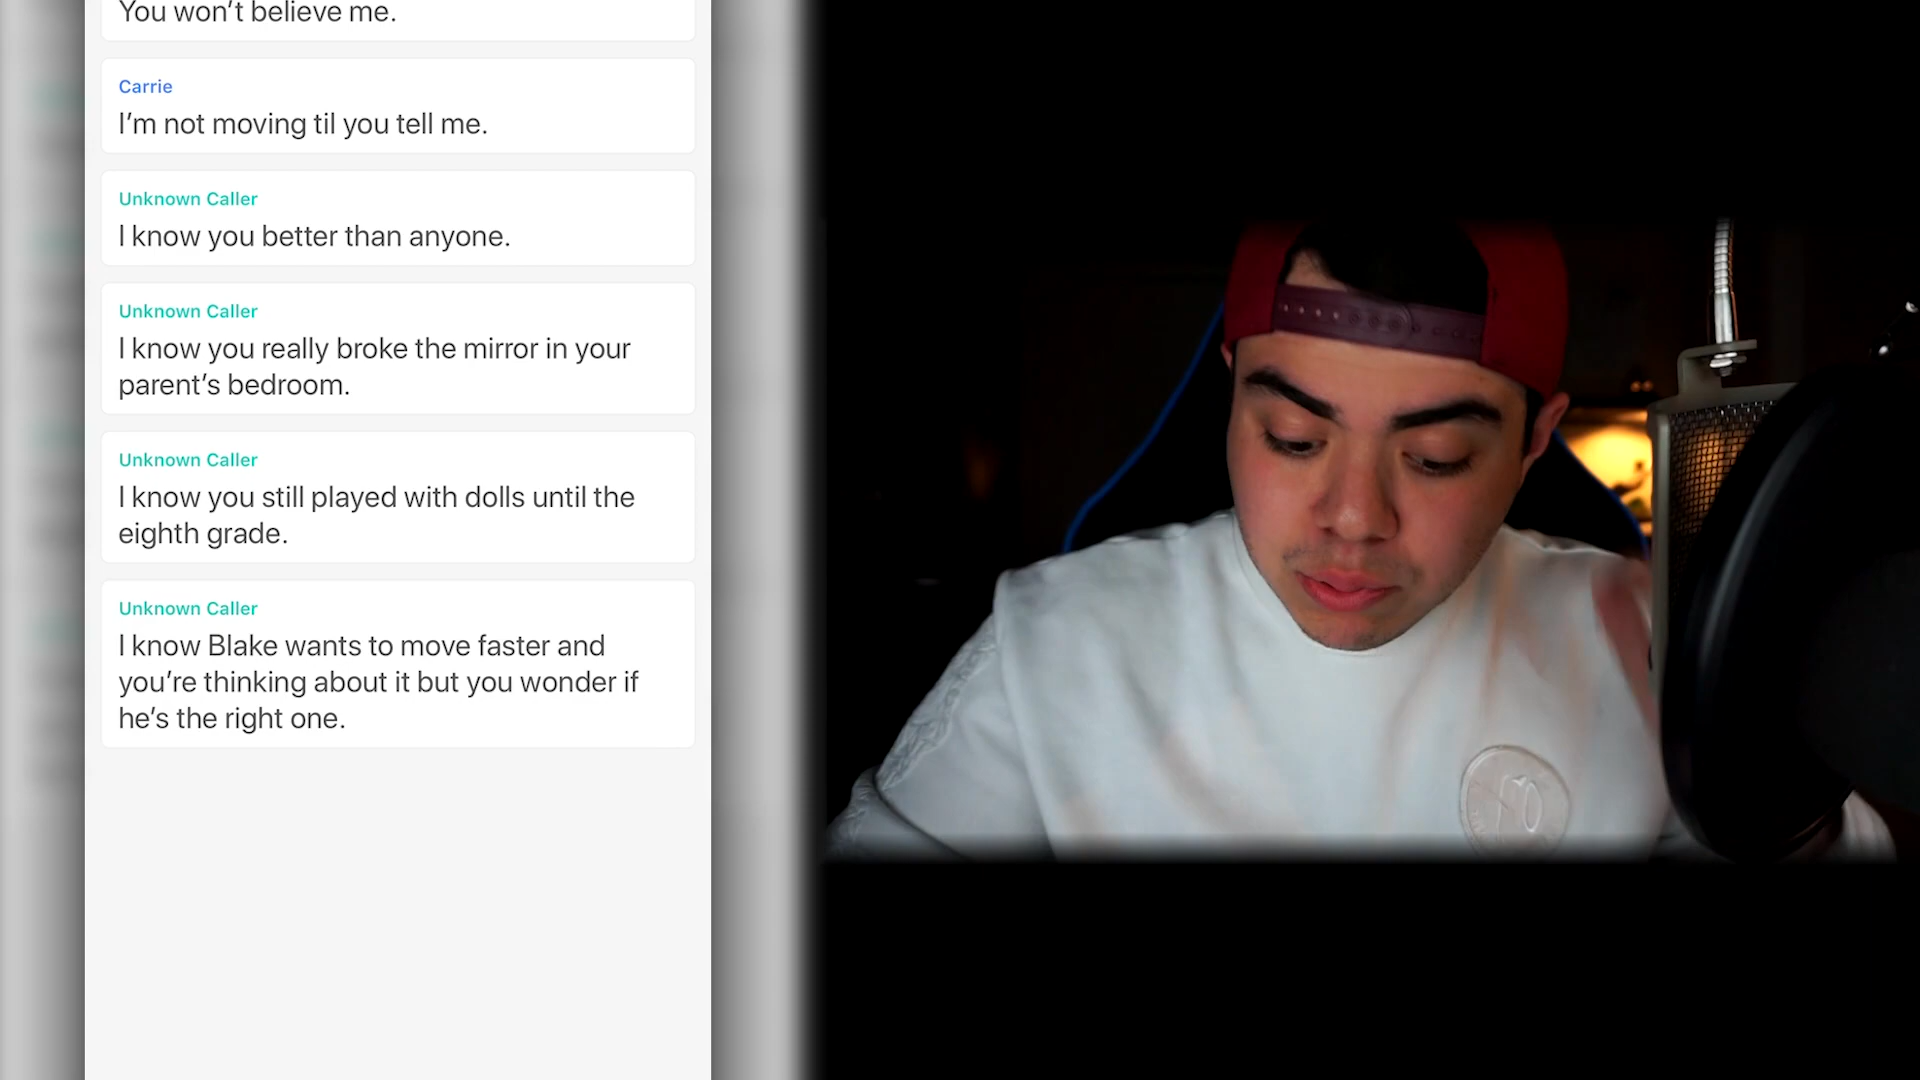 You won't believe me.
Carrie
I'm not moving til you tell me.
Unknown Caller
I know you better than anyone.
Unknown Caller
I know you really broke the mirror in your
parent's bedroom.
Unknown Caller
I know you still played with dolls until the
eighth grade.
Unknown Caller
I know Blake wants to move faster and
you're thinking about it but you wonder if
he's the right one.